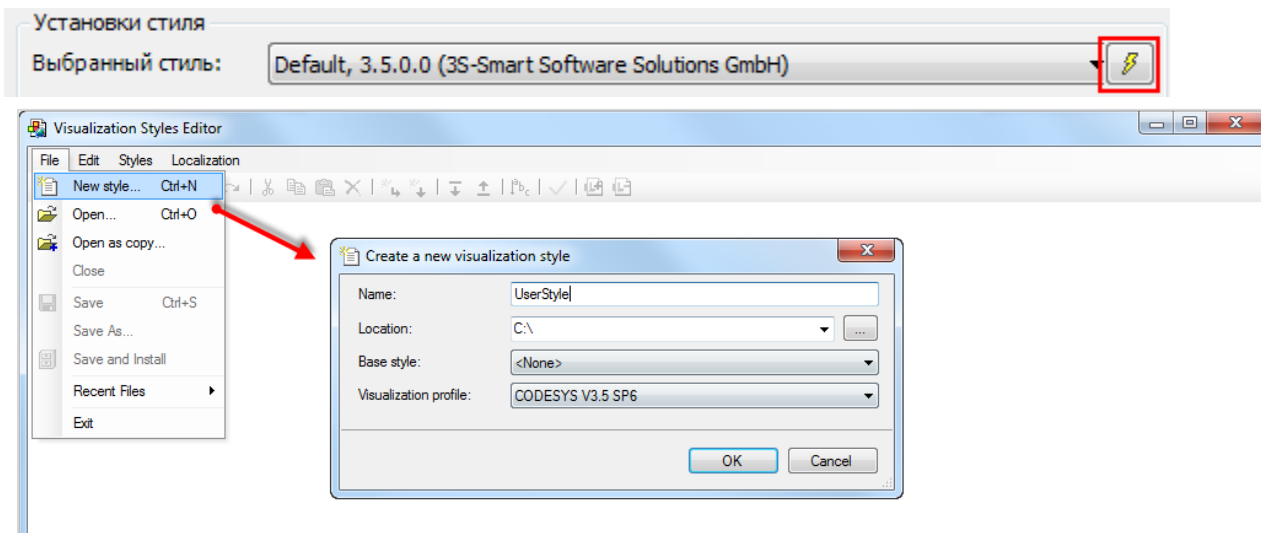 Установки стиля
Выбранный стиль: Default, 3.5.0.0 (3S-Smart Software Solutions GmbH)
Visualization Styles Editor
File Edit Styles Localization
New style... Ctrl+N
Open... Ctrl+O
Open as copy...
Close
Save Ctrl+S
Save As...
Save and Install
Recent Files
Exit
Create a new visualization style
Name: UserStyle
Location: C:\ ...
Base style: <None>
Visualization profile: CODESYS V3.5 SP6
OK Cancel